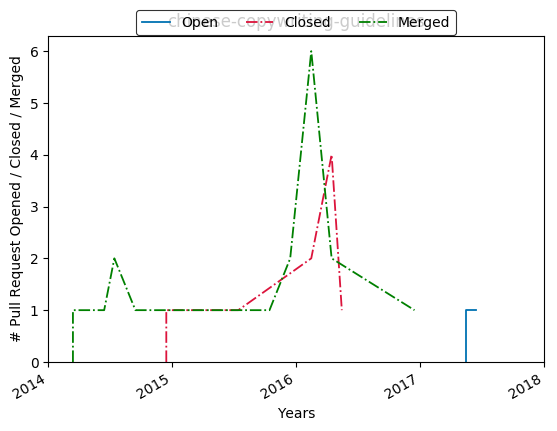 chinese-copywriting-guidelines
Open Closed Merged
# Pull Request Opened / Closed / Merged
6
5
4
3
2
1
0
2014 2015 2016 2017 2018
Years